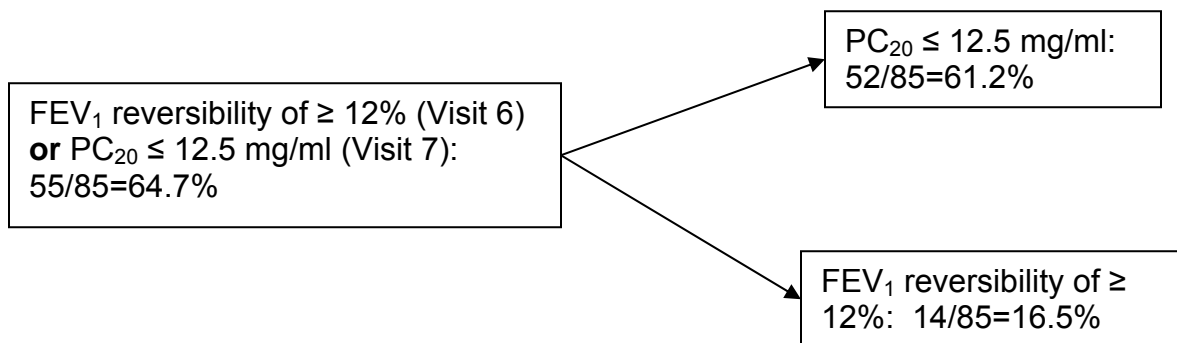 FEV₁ reversibility of ≥ 12% (Visit 6)
or PC₂₀ ≤ 12.5 mg/ml (Visit 7):
55/85=64.7%
PC₂₀ ≤ 12.5 mg/ml:
52/85=61.2%
FEV₁ reversibility of ≥
12%: 14/85=16.5%